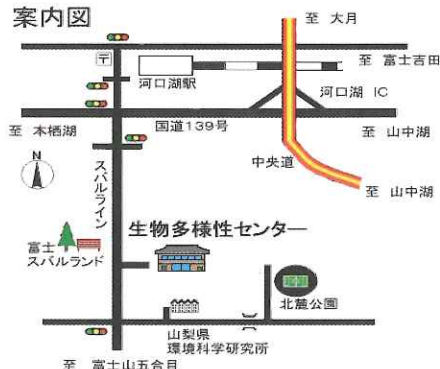 案内図
至 大月
〒
至 富士吉田
河口湖駅
河口湖 IC
至 本栖湖
国道139号
至 山中湖
N
中央道
スバルライン
至 山中湖
生物多様性センター
富士
スバルランド
北麓公園
山梨県
環境科学研究所
至 富士山五合目